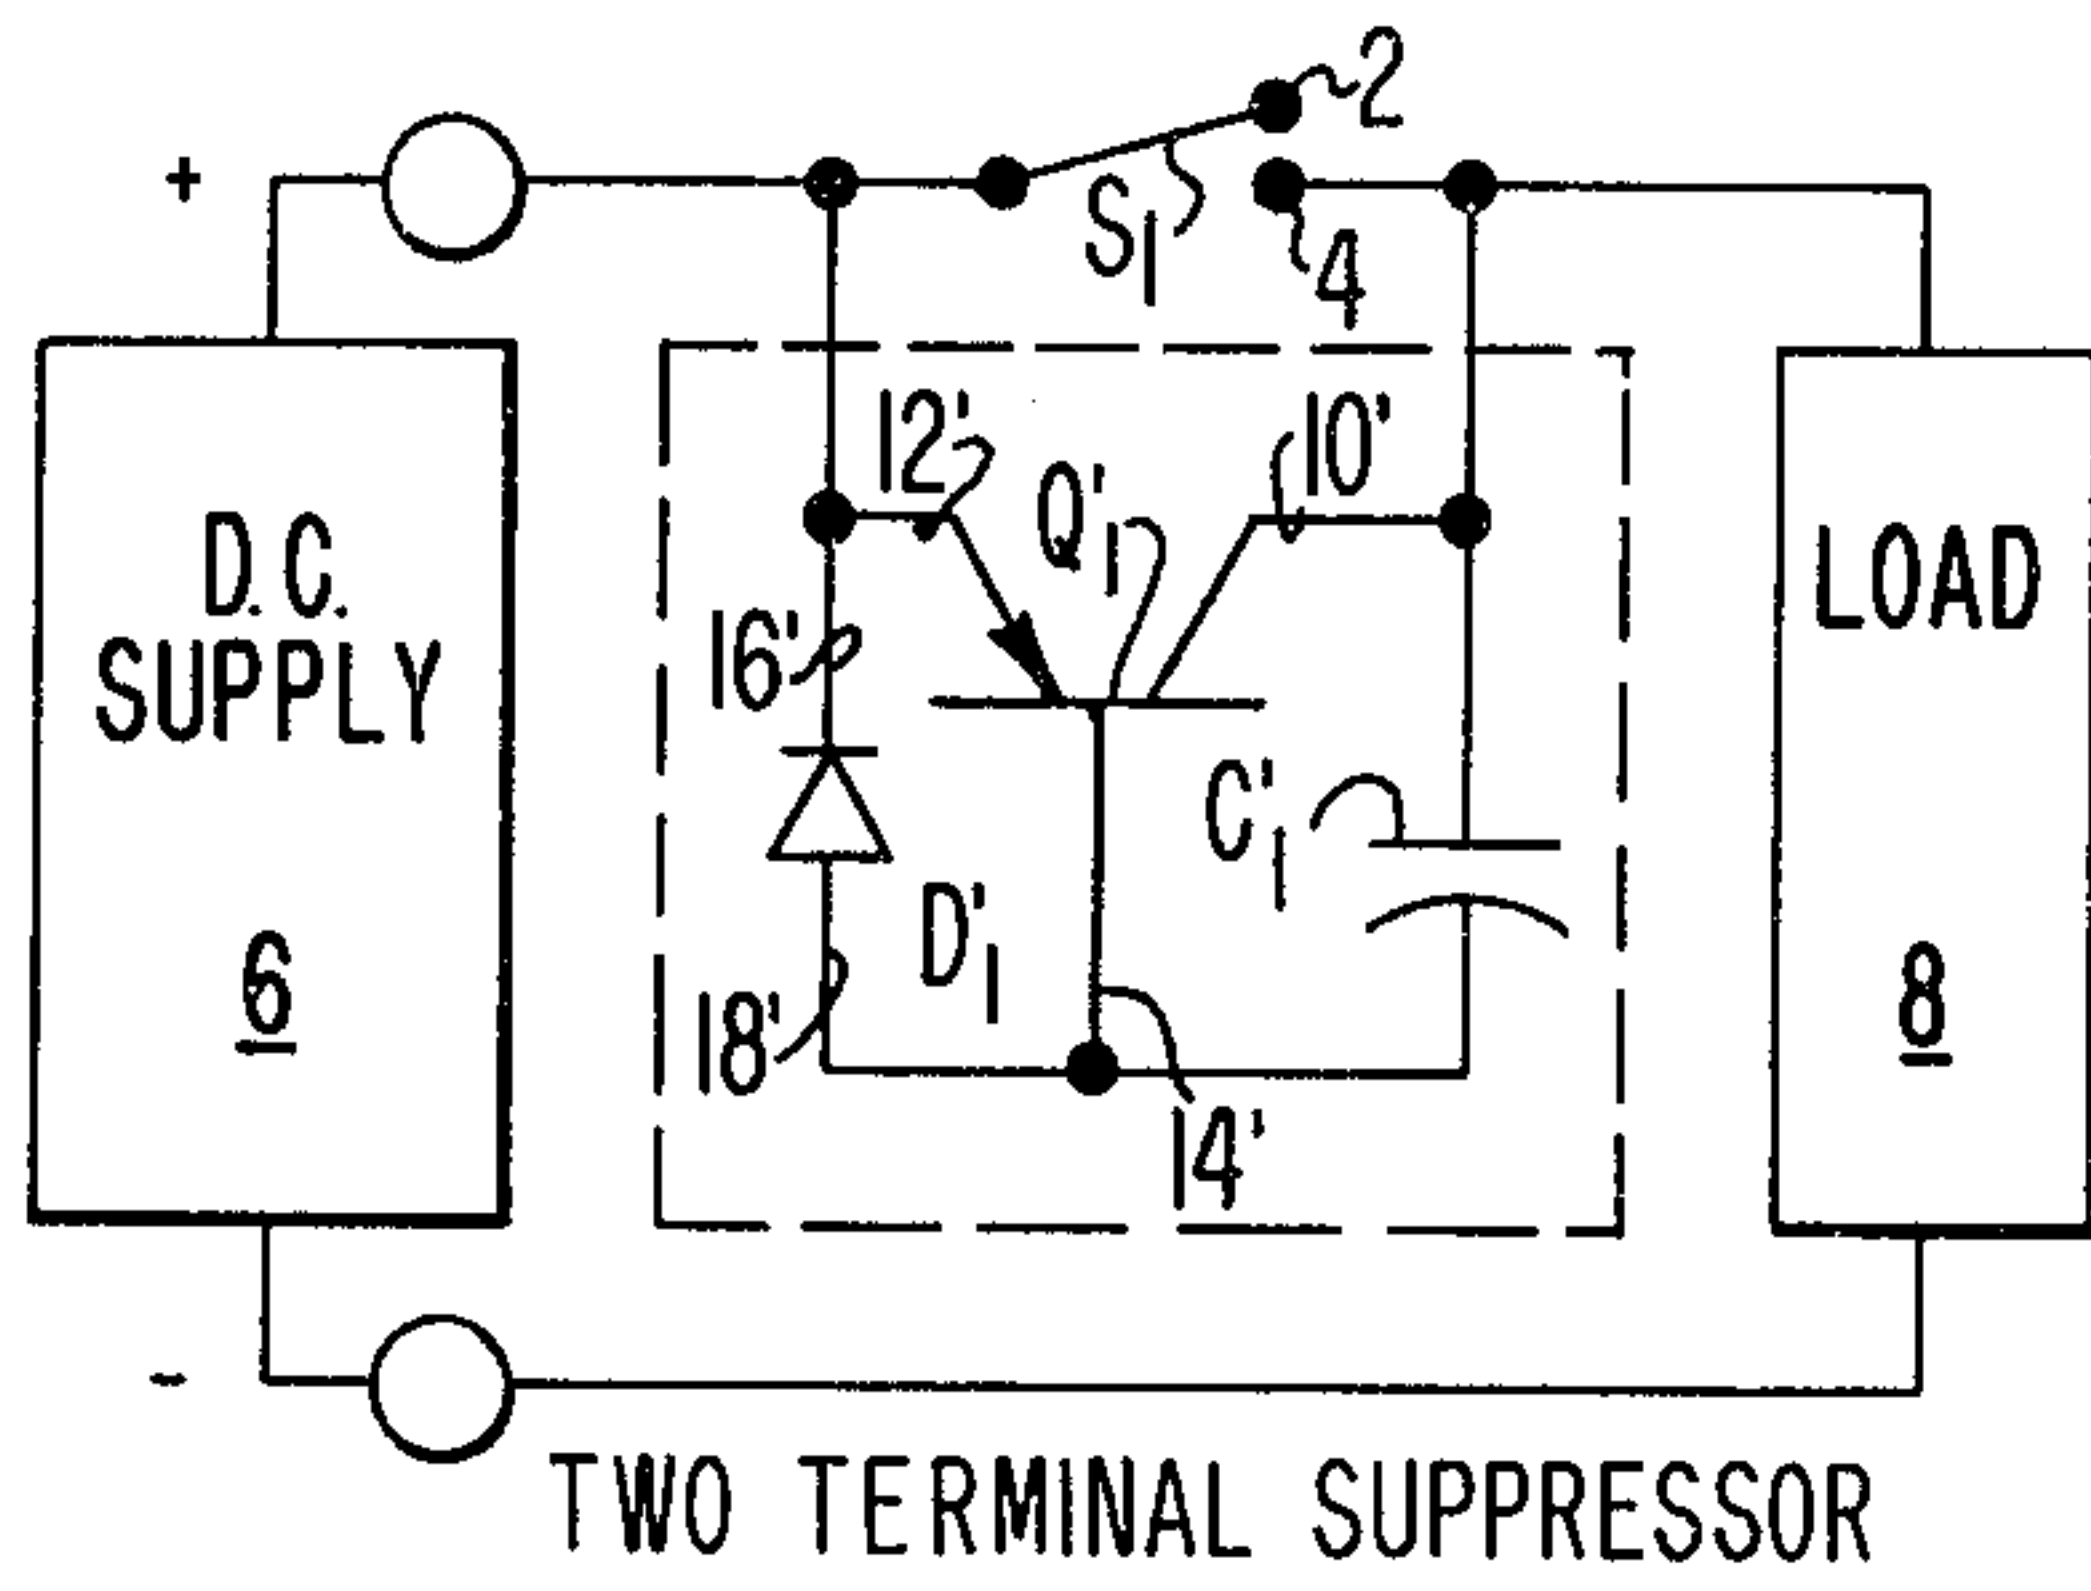 2
+
S1
4
12'
10'
Q'1
D.C.
SUPPLY
LOAD
16'
C'1
D'1
6
8
18'
14'
-
TWO TERMINAL SUPPRESSOR